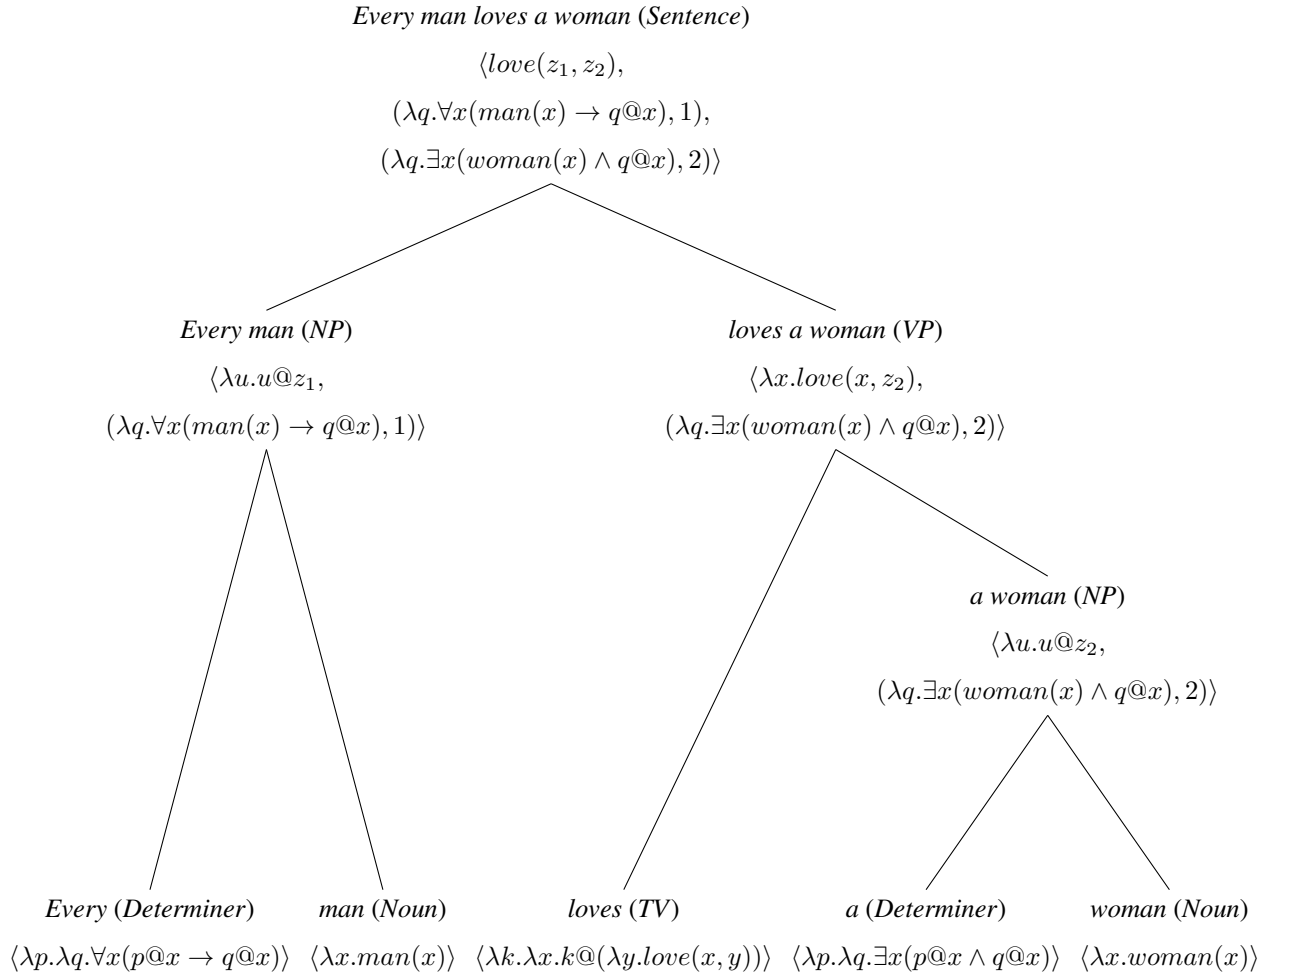 Every man loves a woman (Sentence)
⟨love(z₁, z₂),
(λq.∀x(man(x) → q@x), 1),
(λq.∃x(woman(x) ∧ q@x), 2)⟩
Every man (NP)
⟨λu.u@z₁,
(λq.∀x(man(x) → q@x), 1)⟩
loves a woman (VP)
⟨λx.love(x, z₂),
(λq.∃x(woman(x) ∧ q@x), 2)⟩
a woman (NP)
⟨λu.u@z₂,
(λq.∃x(woman(x) ∧ q@x), 2)⟩
Every (Determiner)
⟨λp.λq.∀x(p@x → q@x)⟩
man (Noun)
⟨λx.man(x)⟩
loves (TV)
⟨λk.λx.k@(λy.love(x, y))⟩
a (Determiner)
⟨λp.λq.∃x(p@x ∧ q@x)⟩
woman (Noun)
⟨λx.woman(x)⟩